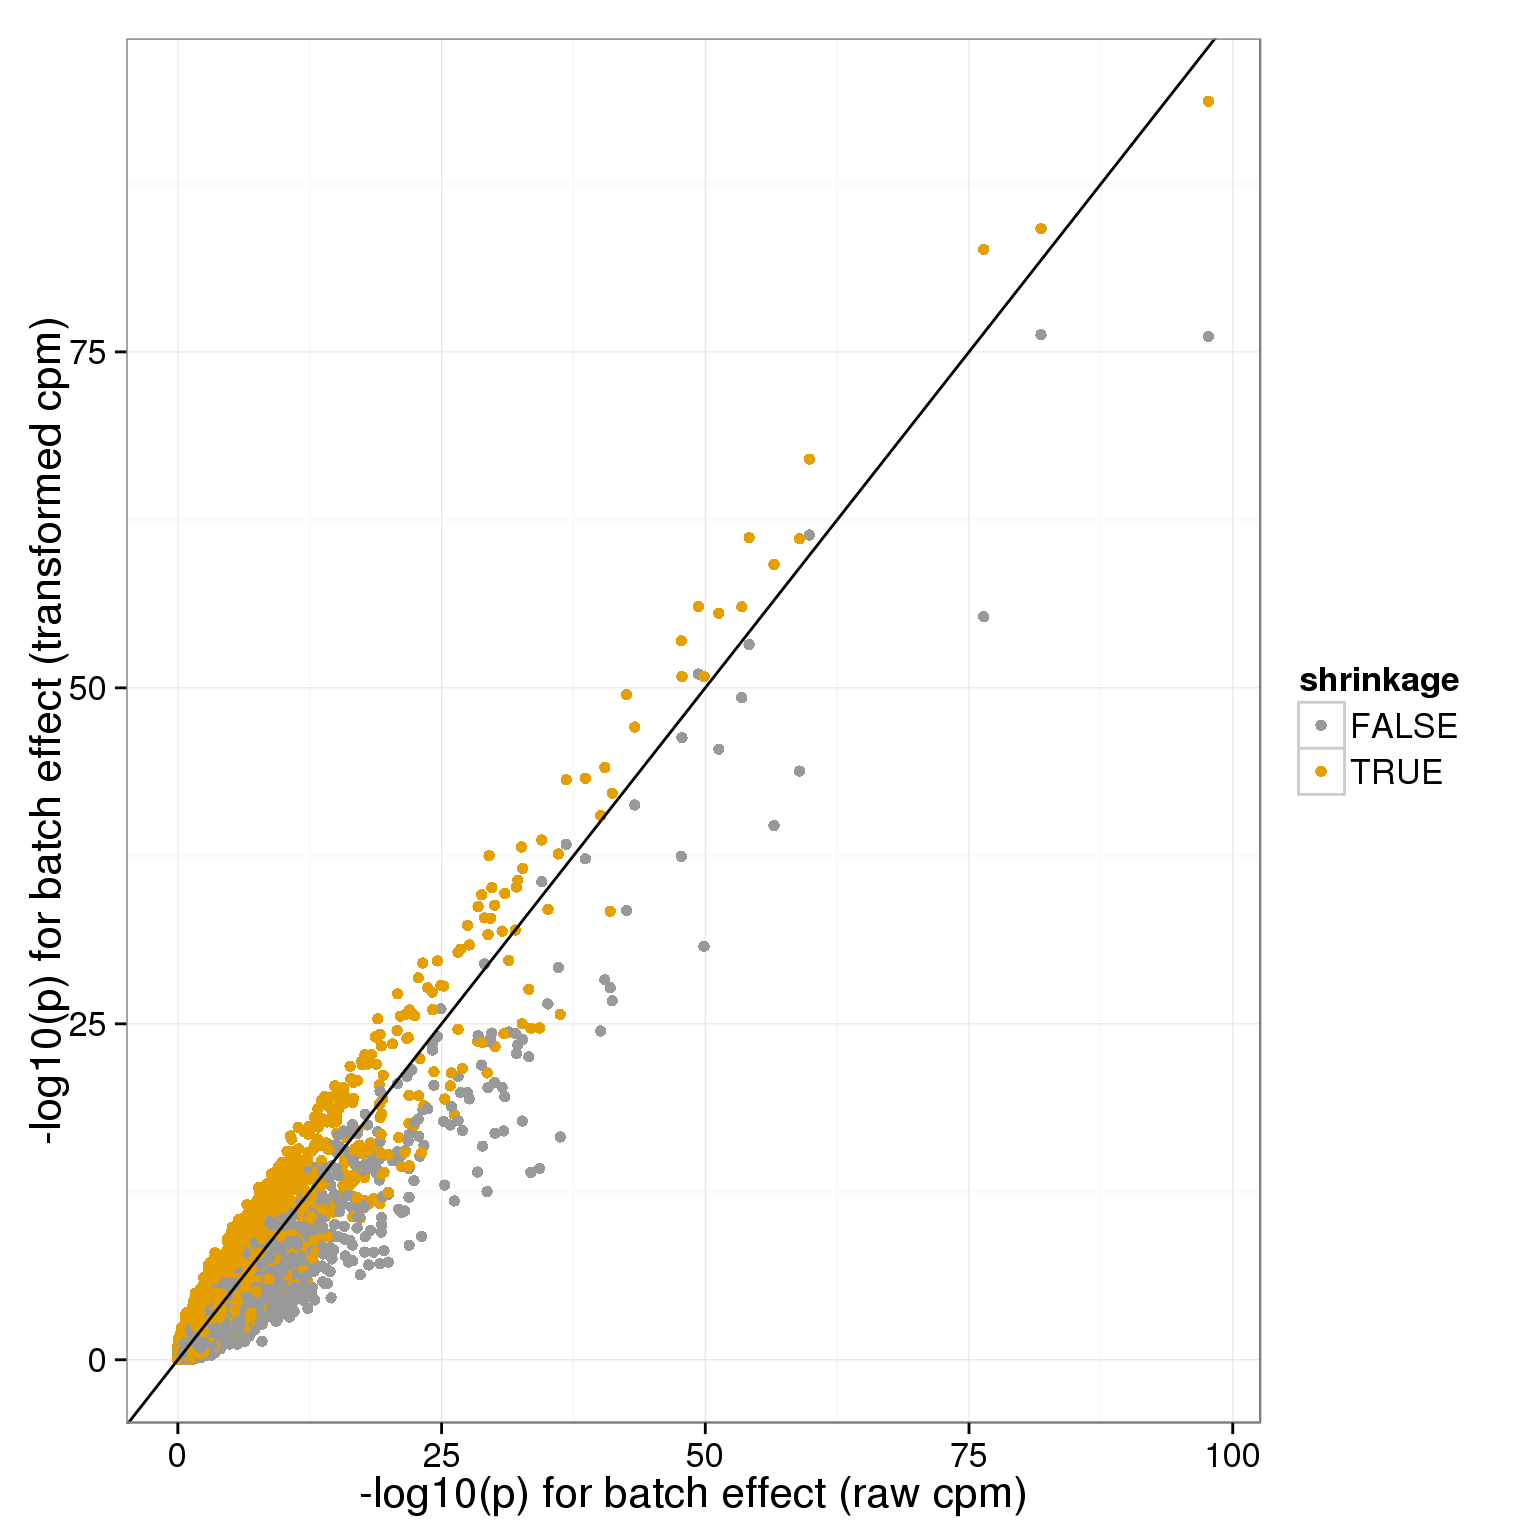 -log10(p) for batch effect (transformed cpm)
75
50
25
0
0 25 50 75 100
-log10(p) for batch effect (raw cpm)
shrinkage
FALSE
TRUE